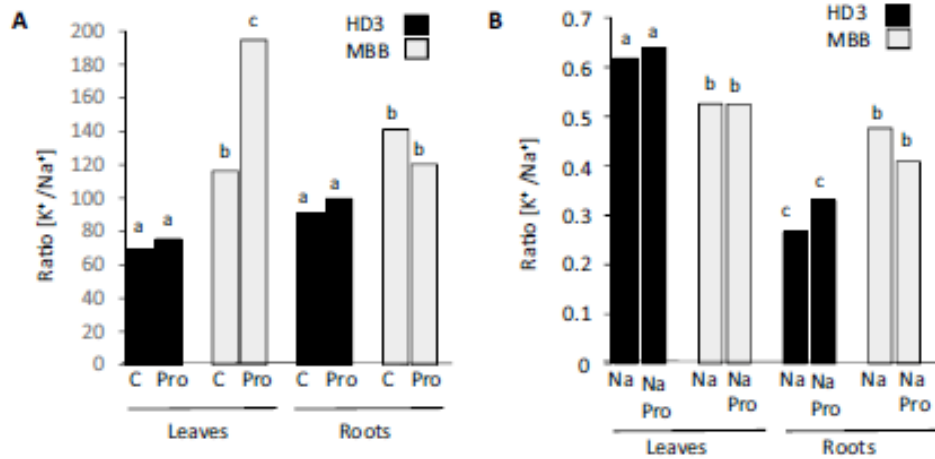 A
HD3
MBB
Ratio [K⁺/Na⁺]
200
180
160
140
120
100
80
60
40
20
0
a
a
b
c
a
a
b
b
C Pro C Pro C Pro C Pro
Leaves
Roots
B
HD3
MBB
Ratio [K⁺/Na⁺]
0.7
0.6
0.5
0.4
0.3
0.2
0.1
0
a
a
b
b
c
c
b
b
Na Na Pro Na Na Pro Na Na Pro Na Na Pro
Leaves
Roots